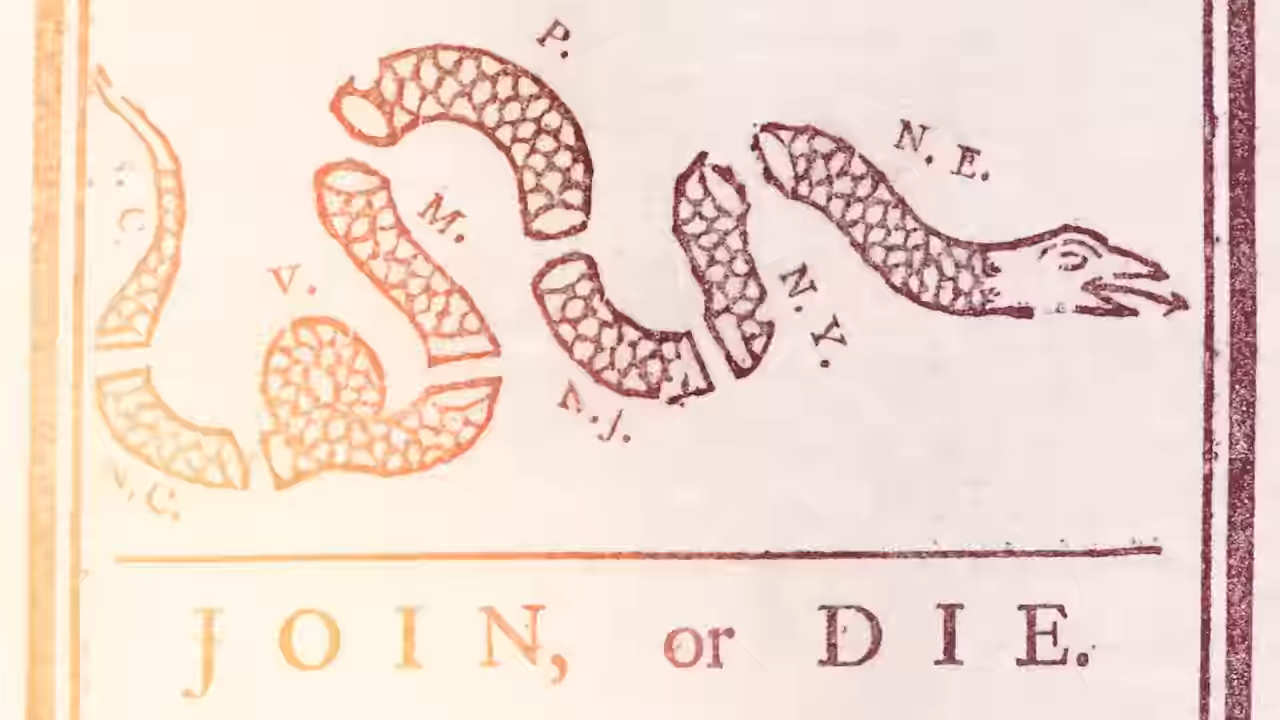 P.
N. E.
M.
V.
N. Y.
N. C.
JOIN, or DIE.